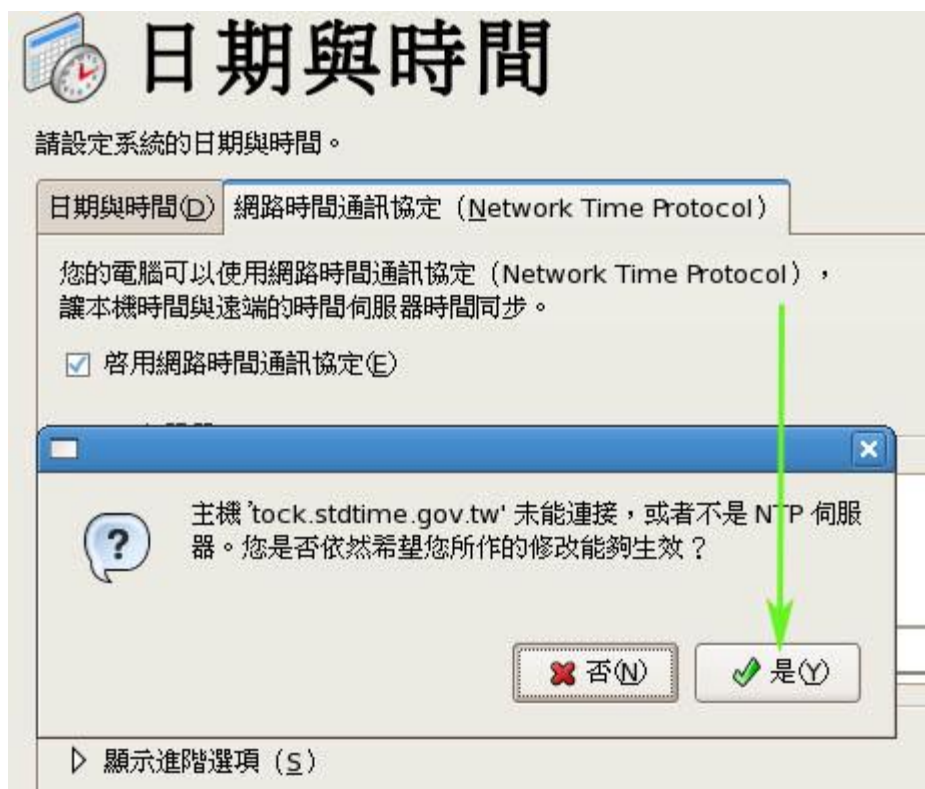 日期與時間
請設定系統的日期與時間。
日期與時間(D) 網路時間通訊協定（Network Time Protocol）
您的電腦可以使用網路時間通訊協定（Network Time Protocol），
讓本機時間與遠端的時間伺服器時間同步。
啓用網路時間通訊協定(E)
主機 'tock.stdtime.gov.tw' 未能連接，或者不是 NTP 伺服
器。您是否依然希望您所作的修改能夠生效？
否(N) 是(Y)
顯示進階選項（S）